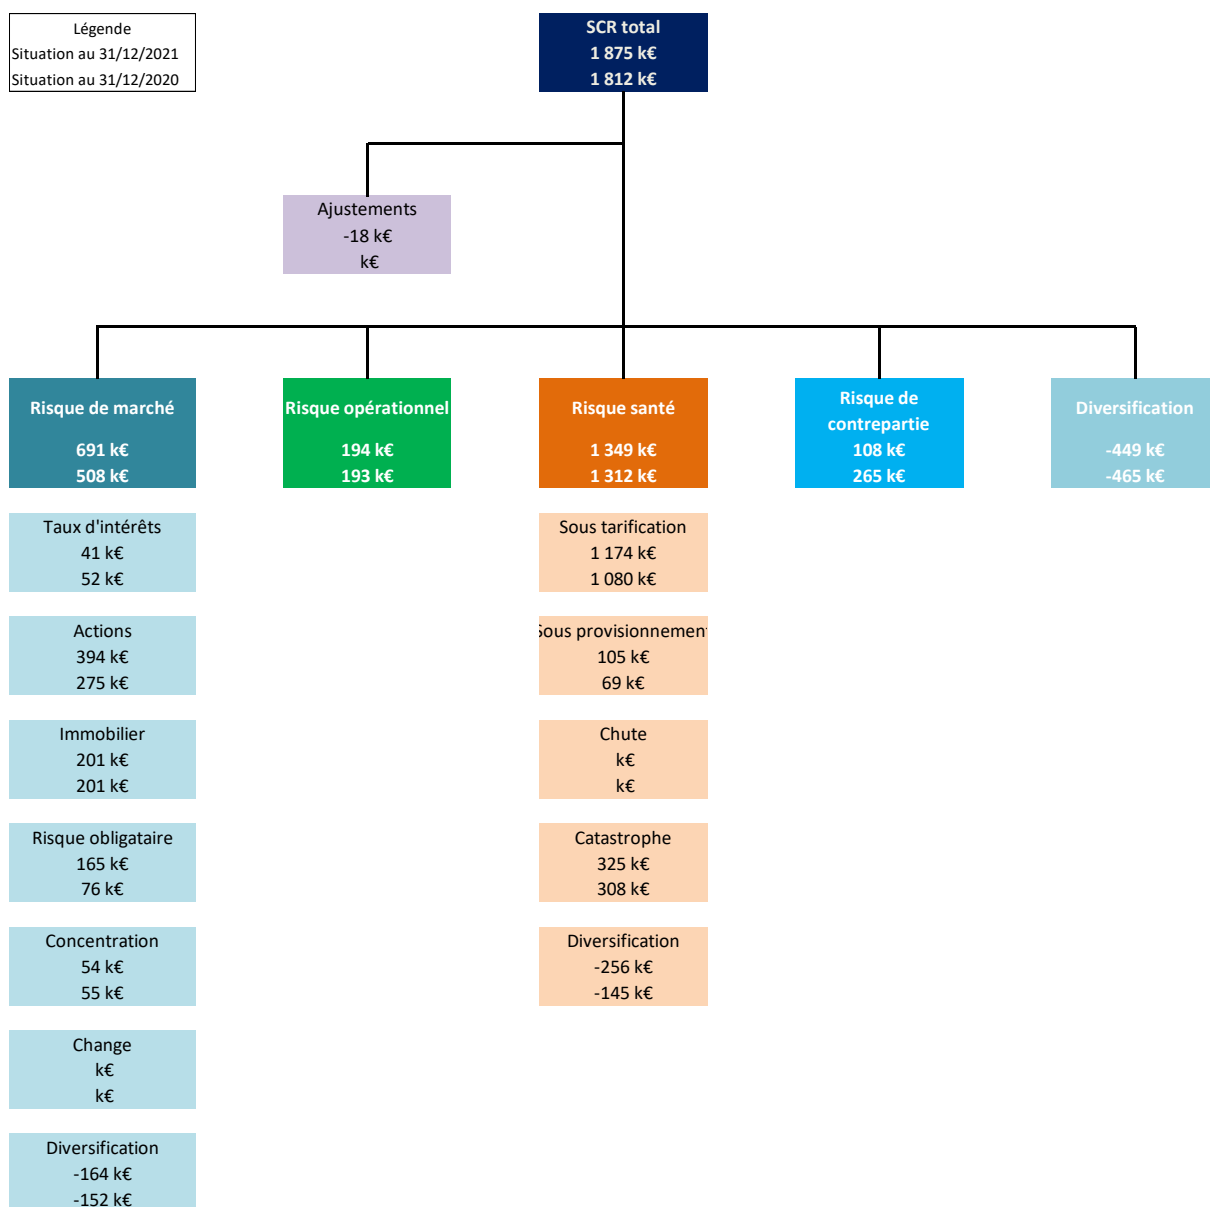 Légende
Situation au 31/12/2021
Situation au 31/12/2020
SCR total
1 875 k€
1 812 k€
Ajustements
-18 k€
k€
Risque de marché
691 k€
508 k€
Risque opérationnel
194 k€
193 k€
Risque santé
1 349 k€
1 312 k€
Risque de
contrepartie
108 k€
265 k€
Diversification
-449 k€
-465 k€
Taux d'intérêts
41 k€
52 k€
Actions
394 k€
275 k€
Immobilier
201 k€
201 k€
Risque obligataire
165 k€
76 k€
Concentration
54 k€
55 k€
Change
k€
k€
Diversification
-164 k€
-152 k€
Sous tarification
1 174 k€
1 080 k€
Sous provisionnement
105 k€
69 k€
Chute
k€
k€
Catastrophe
325 k€
308 k€
Diversification
-256 k€
-145 k€